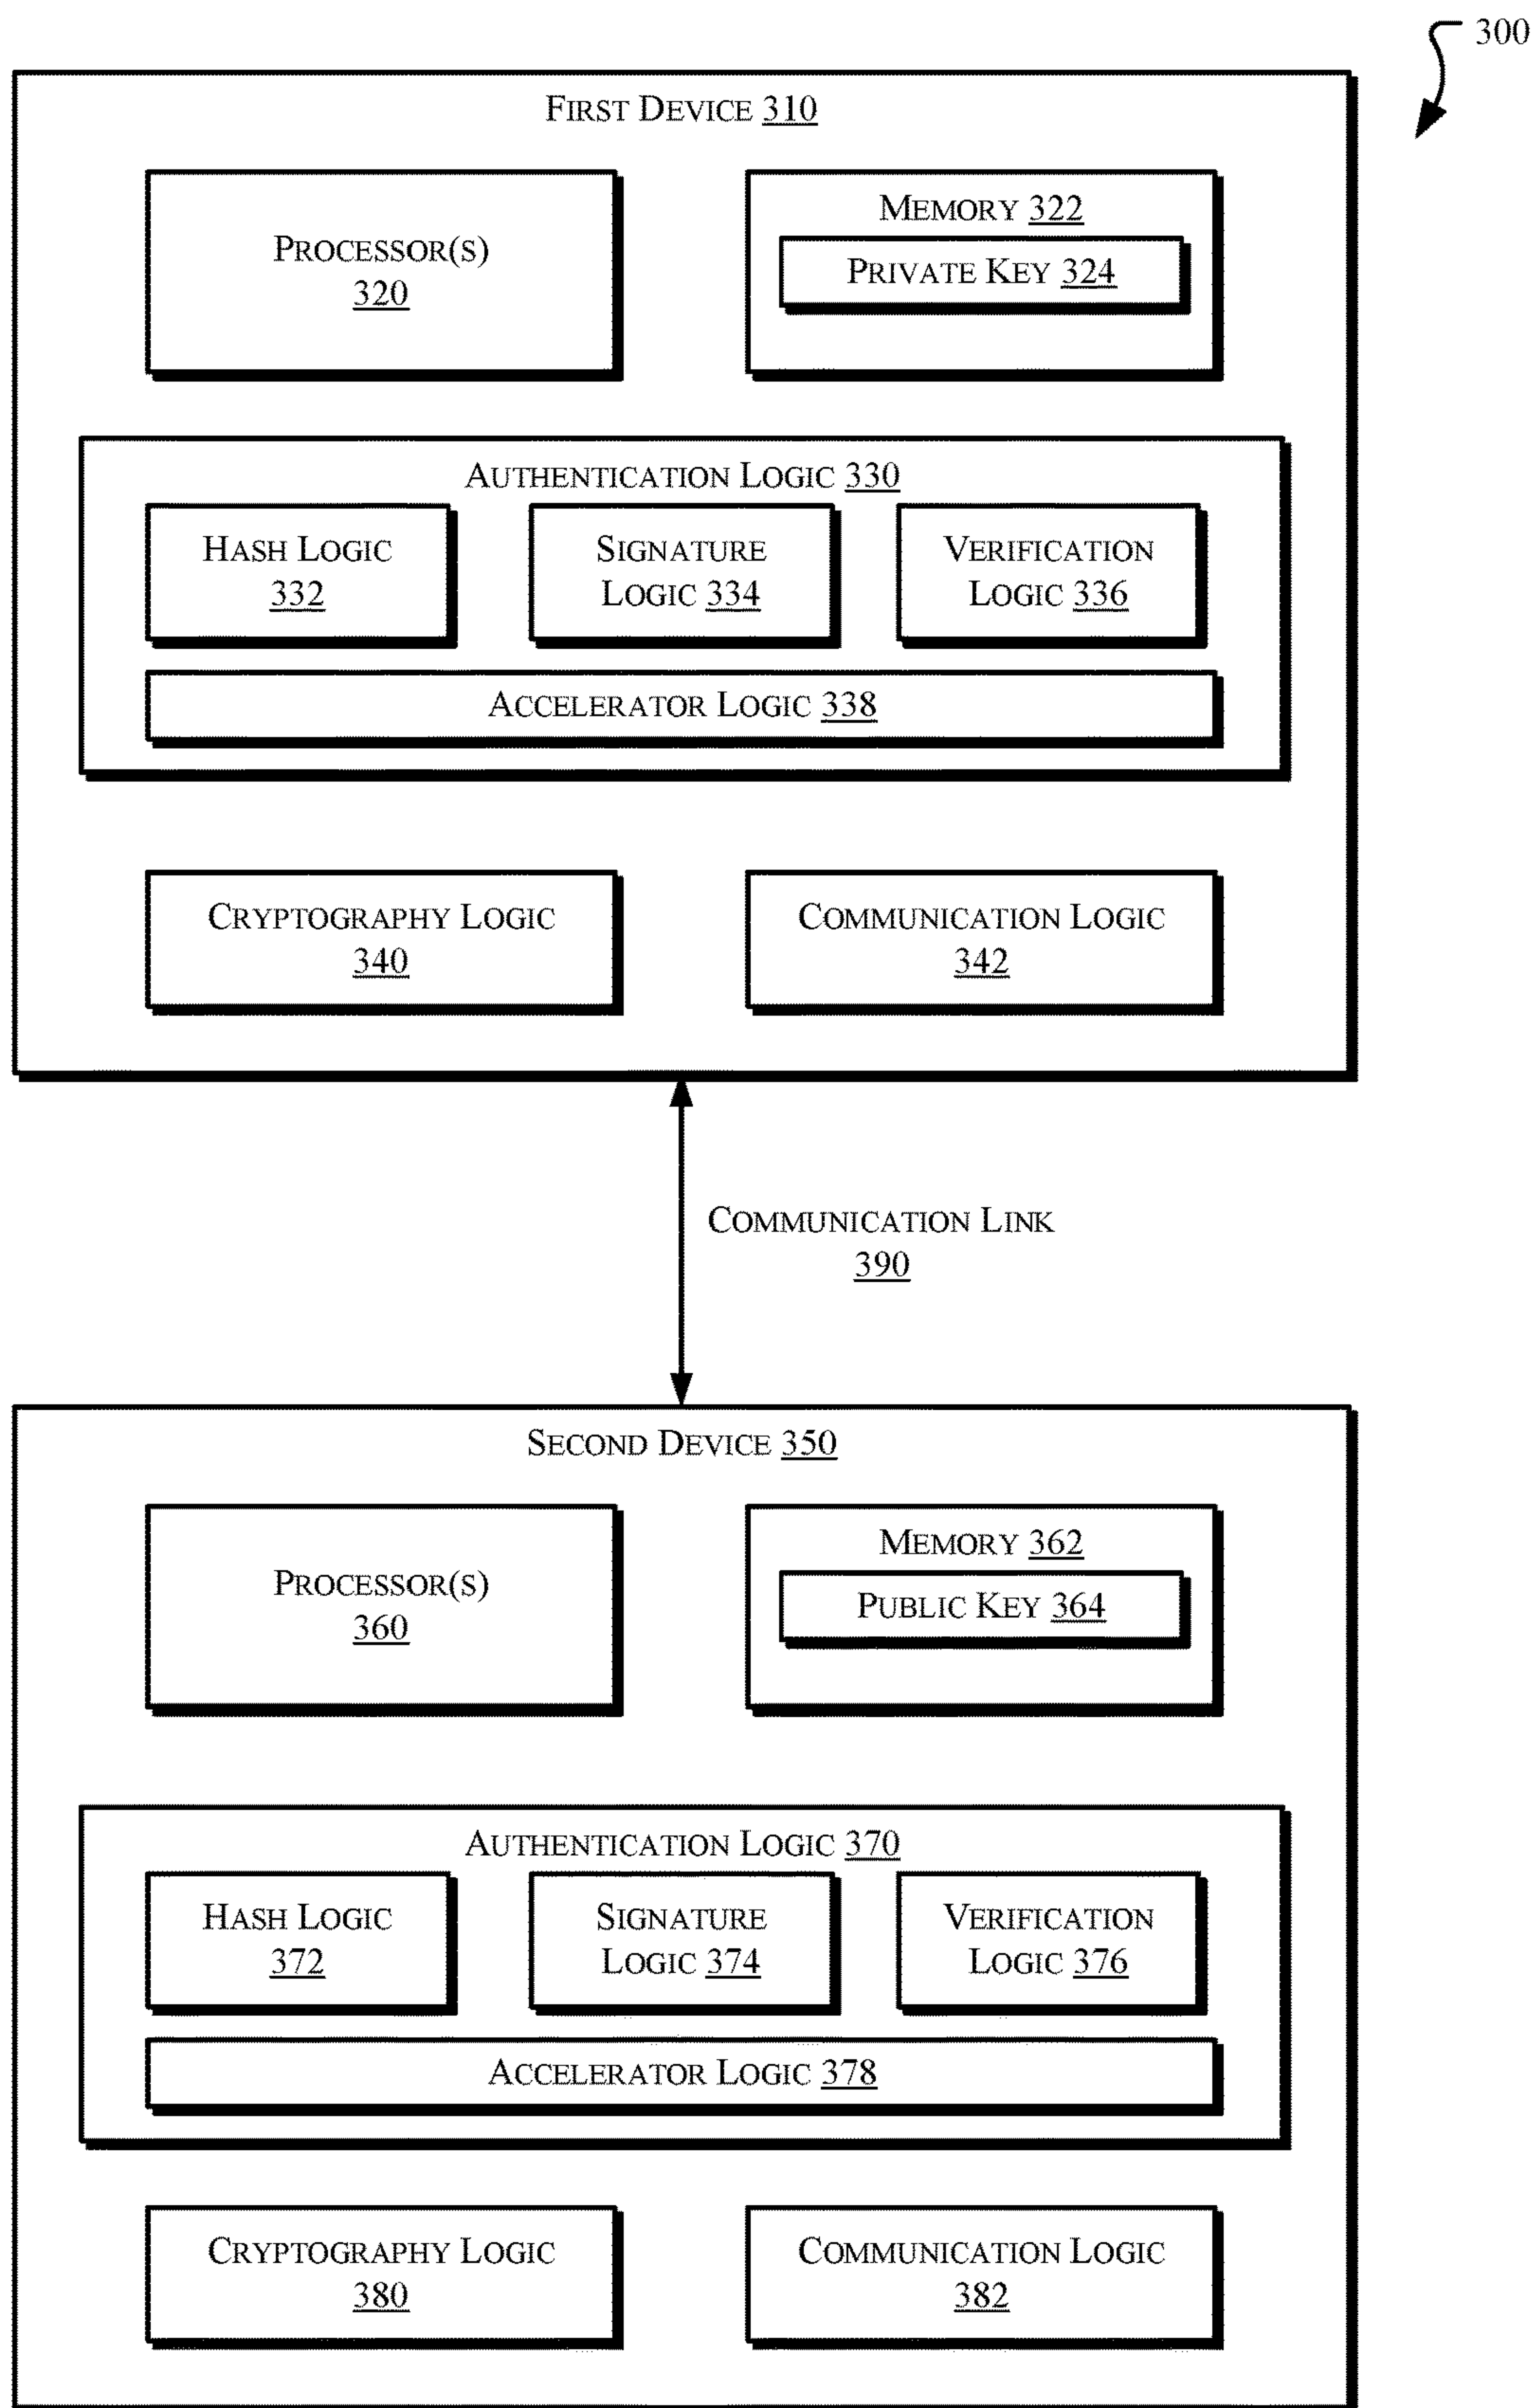 300
FIRST DEVICE 310
PROCESSOR(S)
320
MEMORY 322
PRIVATE KEY 324
AUTHENTICATION LOGIC 330
HASH LOGIC
332
SIGNATURE
LOGIC 334
VERIFICATION
LOGIC 336
ACCELERATOR LOGIC 338
CRYPTOGRAPHY LOGIC
340
COMMUNICATION LOGIC
342
COMMUNICATION LINK
390
SECOND DEVICE 350
PROCESSOR(S)
360
MEMORY 362
PUBLIC KEY 364
AUTHENTICATION LOGIC 370
HASH LOGIC
372
SIGNATURE
LOGIC 374
VERIFICATION
LOGIC 376
ACCELERATOR LOGIC 378
CRYPTOGRAPHY LOGIC
380
COMMUNICATION LOGIC
382